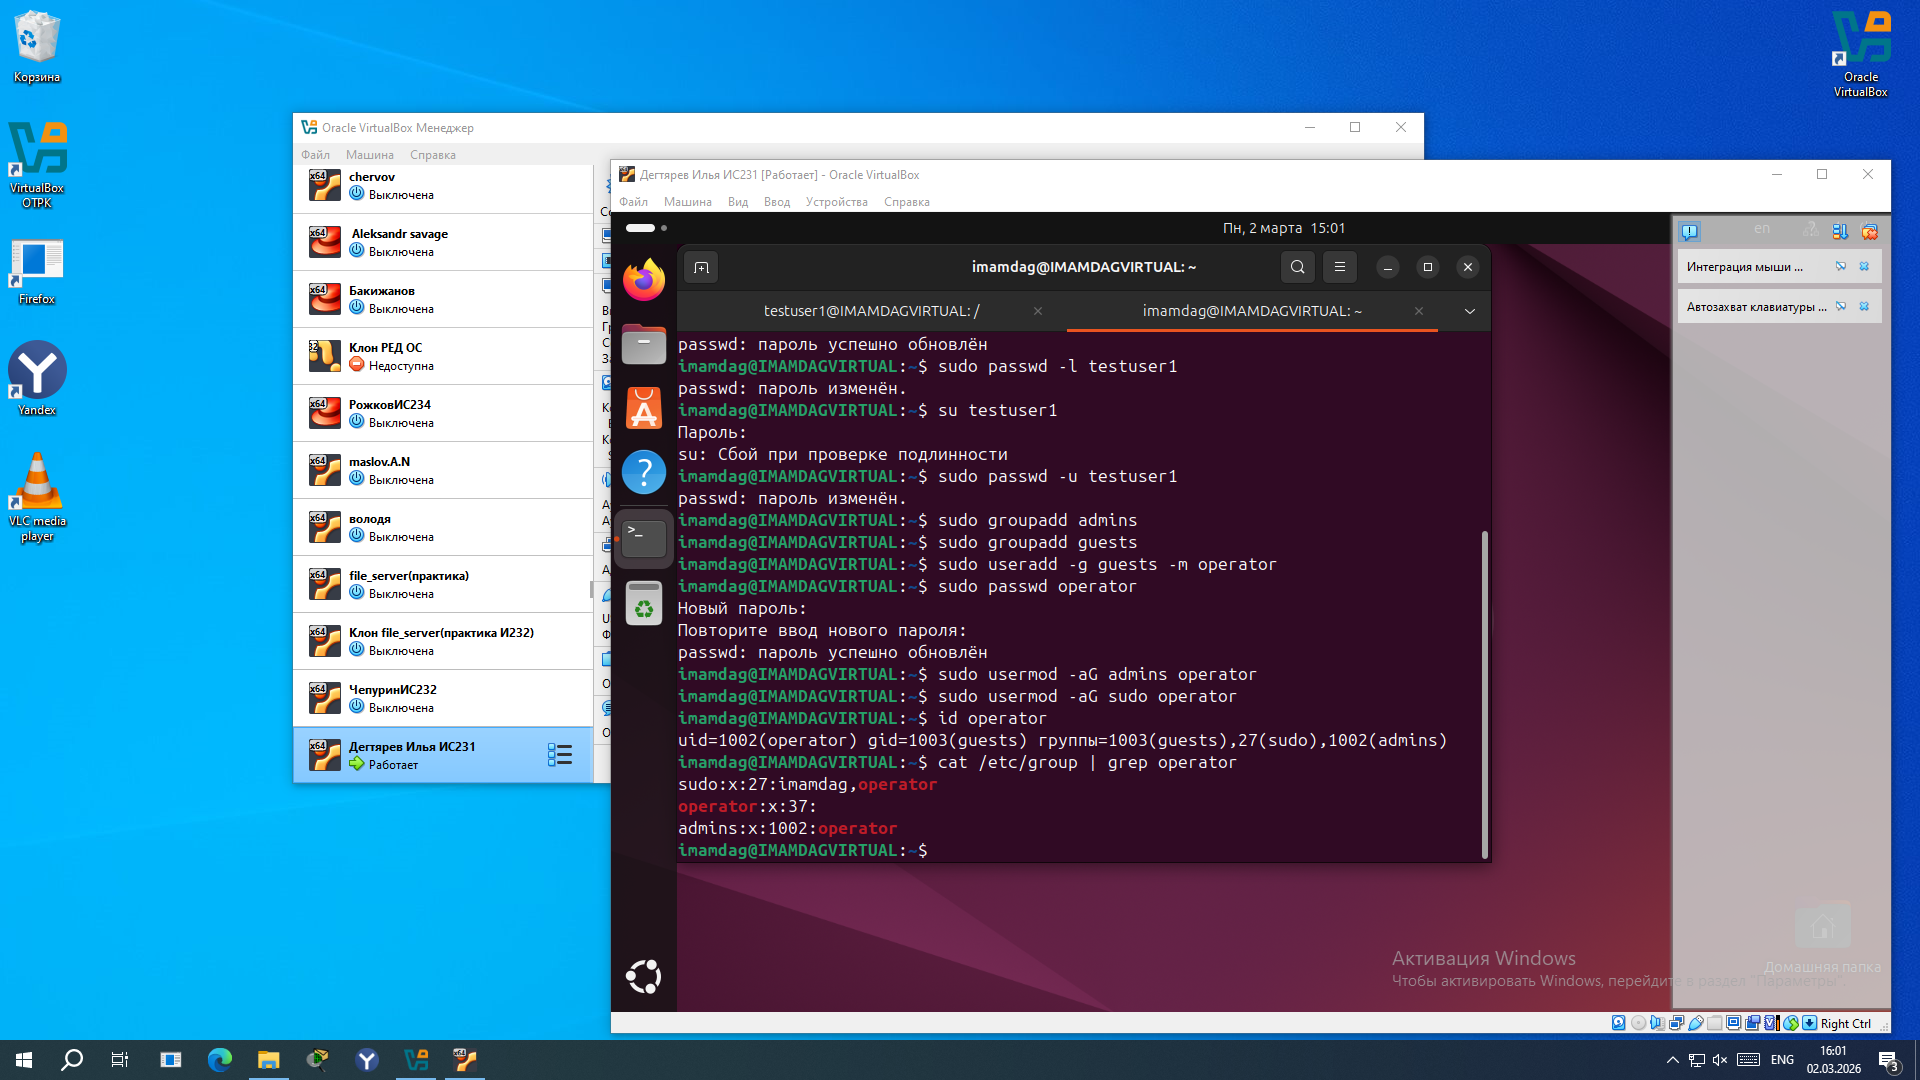 Корзина
VirtualBox ОТРК
Firefox
Yandex
VLC media player
Oracle VirtualBox
Oracle VirtualBox Менеджер
Файл Машина Справка
chervov
Выключена
Aleksandr savage
Выключена
Бакижанов
Выключена
Клон РЕД ОС
Недоступна
РожковИС234
Выключена
maslov.A.N
Выключена
володя
Выключена
file_server(практика)
Выключена
Клон file_server(практика И232)
Выключена
ЧепуринИС232
Выключена
Дегтярев Илья ИС231
Работает
Дегтярев Илья ИС231 [Работает] - Oracle VirtualBox
Файл Машина Вид Ввод Устройства Справка
Пн, 2 марта 15:01
en
Интеграция мыши ...
Автозахват клавиатуры ...
imamdag@IMAMDAGVIRTUAL: ~
testuser1@IMAMDAGVIRTUAL: /
imamdag@IMAMDAGVIRTUAL: ~
passwd: пароль успешно обновлён
imamdag@IMAMDAGVIRTUAL:~$ sudo passwd -l testuser1
passwd: пароль изменён.
imamdag@IMAMDAGVIRTUAL:~$ su testuser1
Пароль:
su: Сбой при проверке подлинности
imamdag@IMAMDAGVIRTUAL:~$ sudo passwd -u testuser1
passwd: пароль изменён.
imamdag@IMAMDAGVIRTUAL:~$ sudo groupadd admins
imamdag@IMAMDAGVIRTUAL:~$ sudo groupadd guests
imamdag@IMAMDAGVIRTUAL:~$ sudo useradd -g guests -m operator
imamdag@IMAMDAGVIRTUAL:~$ sudo passwd operator
Новый пароль:
Повторите ввод нового пароля:
passwd: пароль успешно обновлён
imamdag@IMAMDAGVIRTUAL:~$ sudo usermod -aG admins operator
imamdag@IMAMDAGVIRTUAL:~$ sudo usermod -aG sudo operator
imamdag@IMAMDAGVIRTUAL:~$ id operator
uid=1002(operator) gid=1003(guests) группы=1003(guests),27(sudo),1002(admins)
imamdag@IMAMDAGVIRTUAL:~$ cat /etc/group | grep operator
sudo:x:27:imamdag,operator
operator:x:37:
admins:x:1002:operator
imamdag@IMAMDAGVIRTUAL:~$
Домашняя папка
Активация Windows
Чтобы активировать Windows, перейдите в раздел "Параметры".
Right Ctrl
ENG
16:01
02.03.2026
3